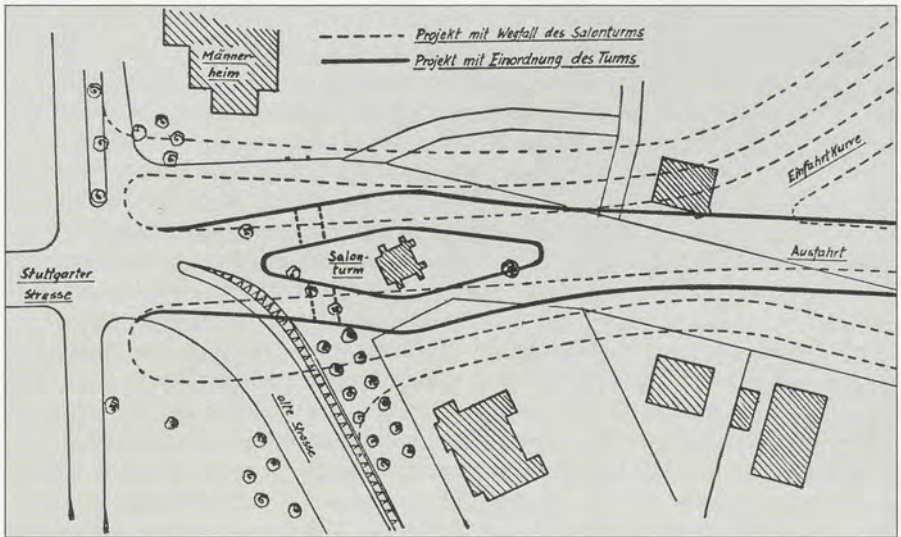 Projekt mit Wegfall des Salonturms
Projekt mit Einordnung des Turms
Männer-
heim
Einfahrt Kurve
Salon-
turm
Ausfahrt
Stuttgarter
Strasse
alte Strasse